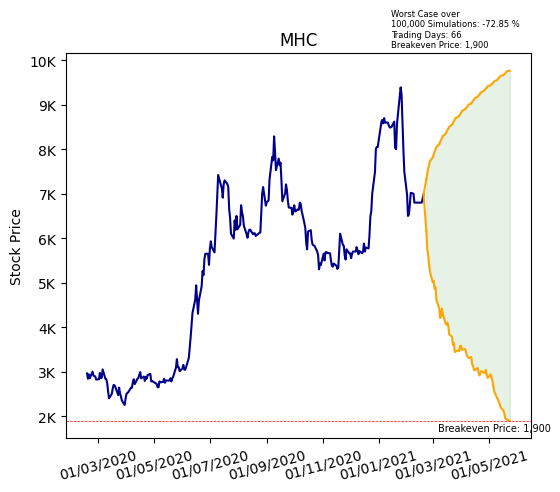 Worst Case over
100,000 Simulations: -72.85 %
Trading Days: 66
Breakeven Price: 1,900
MHC
Stock Price
10K
9K
8K
7K
6K
5K
4K
3K
2K
Breakeven Price: 1,900
01/03/2020
01/05/2020
01/07/2020
01/09/2020
01/11/2020
01/01/2021
01/03/2021
01/05/2021